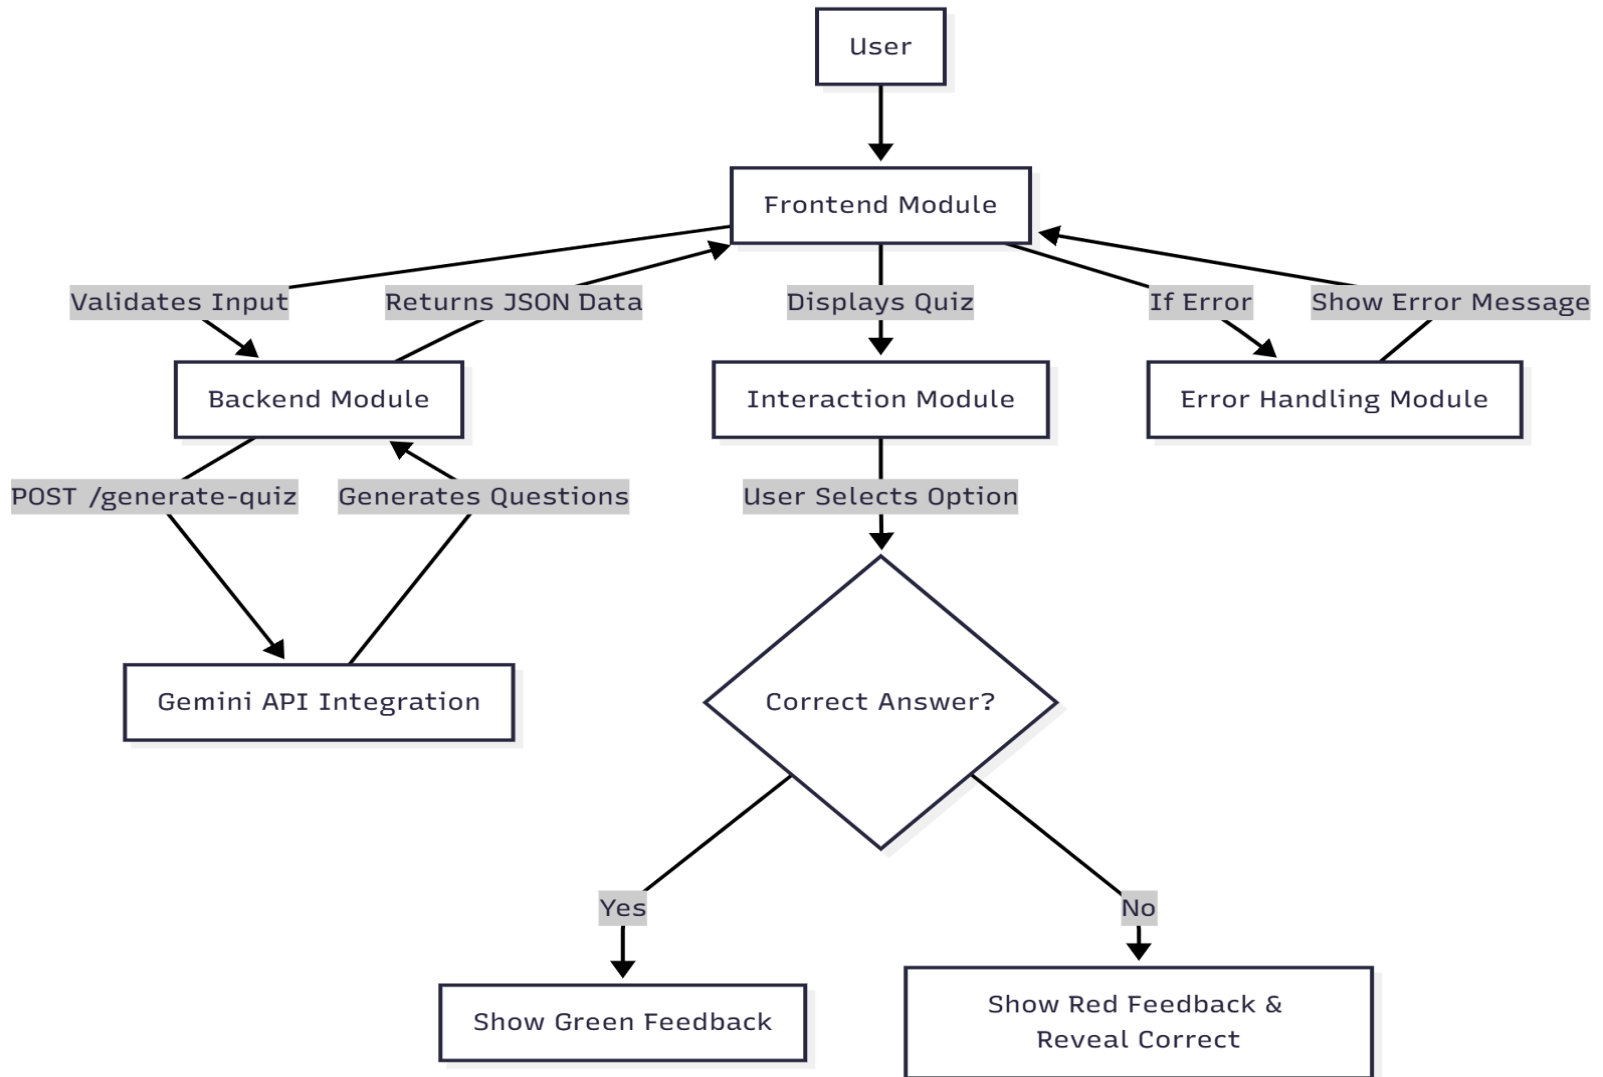 User
Frontend Module
Validates Input
Returns JSON Data
Displays Quiz
If Error
Show Error Message
Backend Module
Interaction Module
Error Handling Module
POST /generate-quiz
Generates Questions
User Selects Option
Gemini API Integration
Correct Answer?
Yes
No
Show Green Feedback
Show Red Feedback &
Reveal Correct